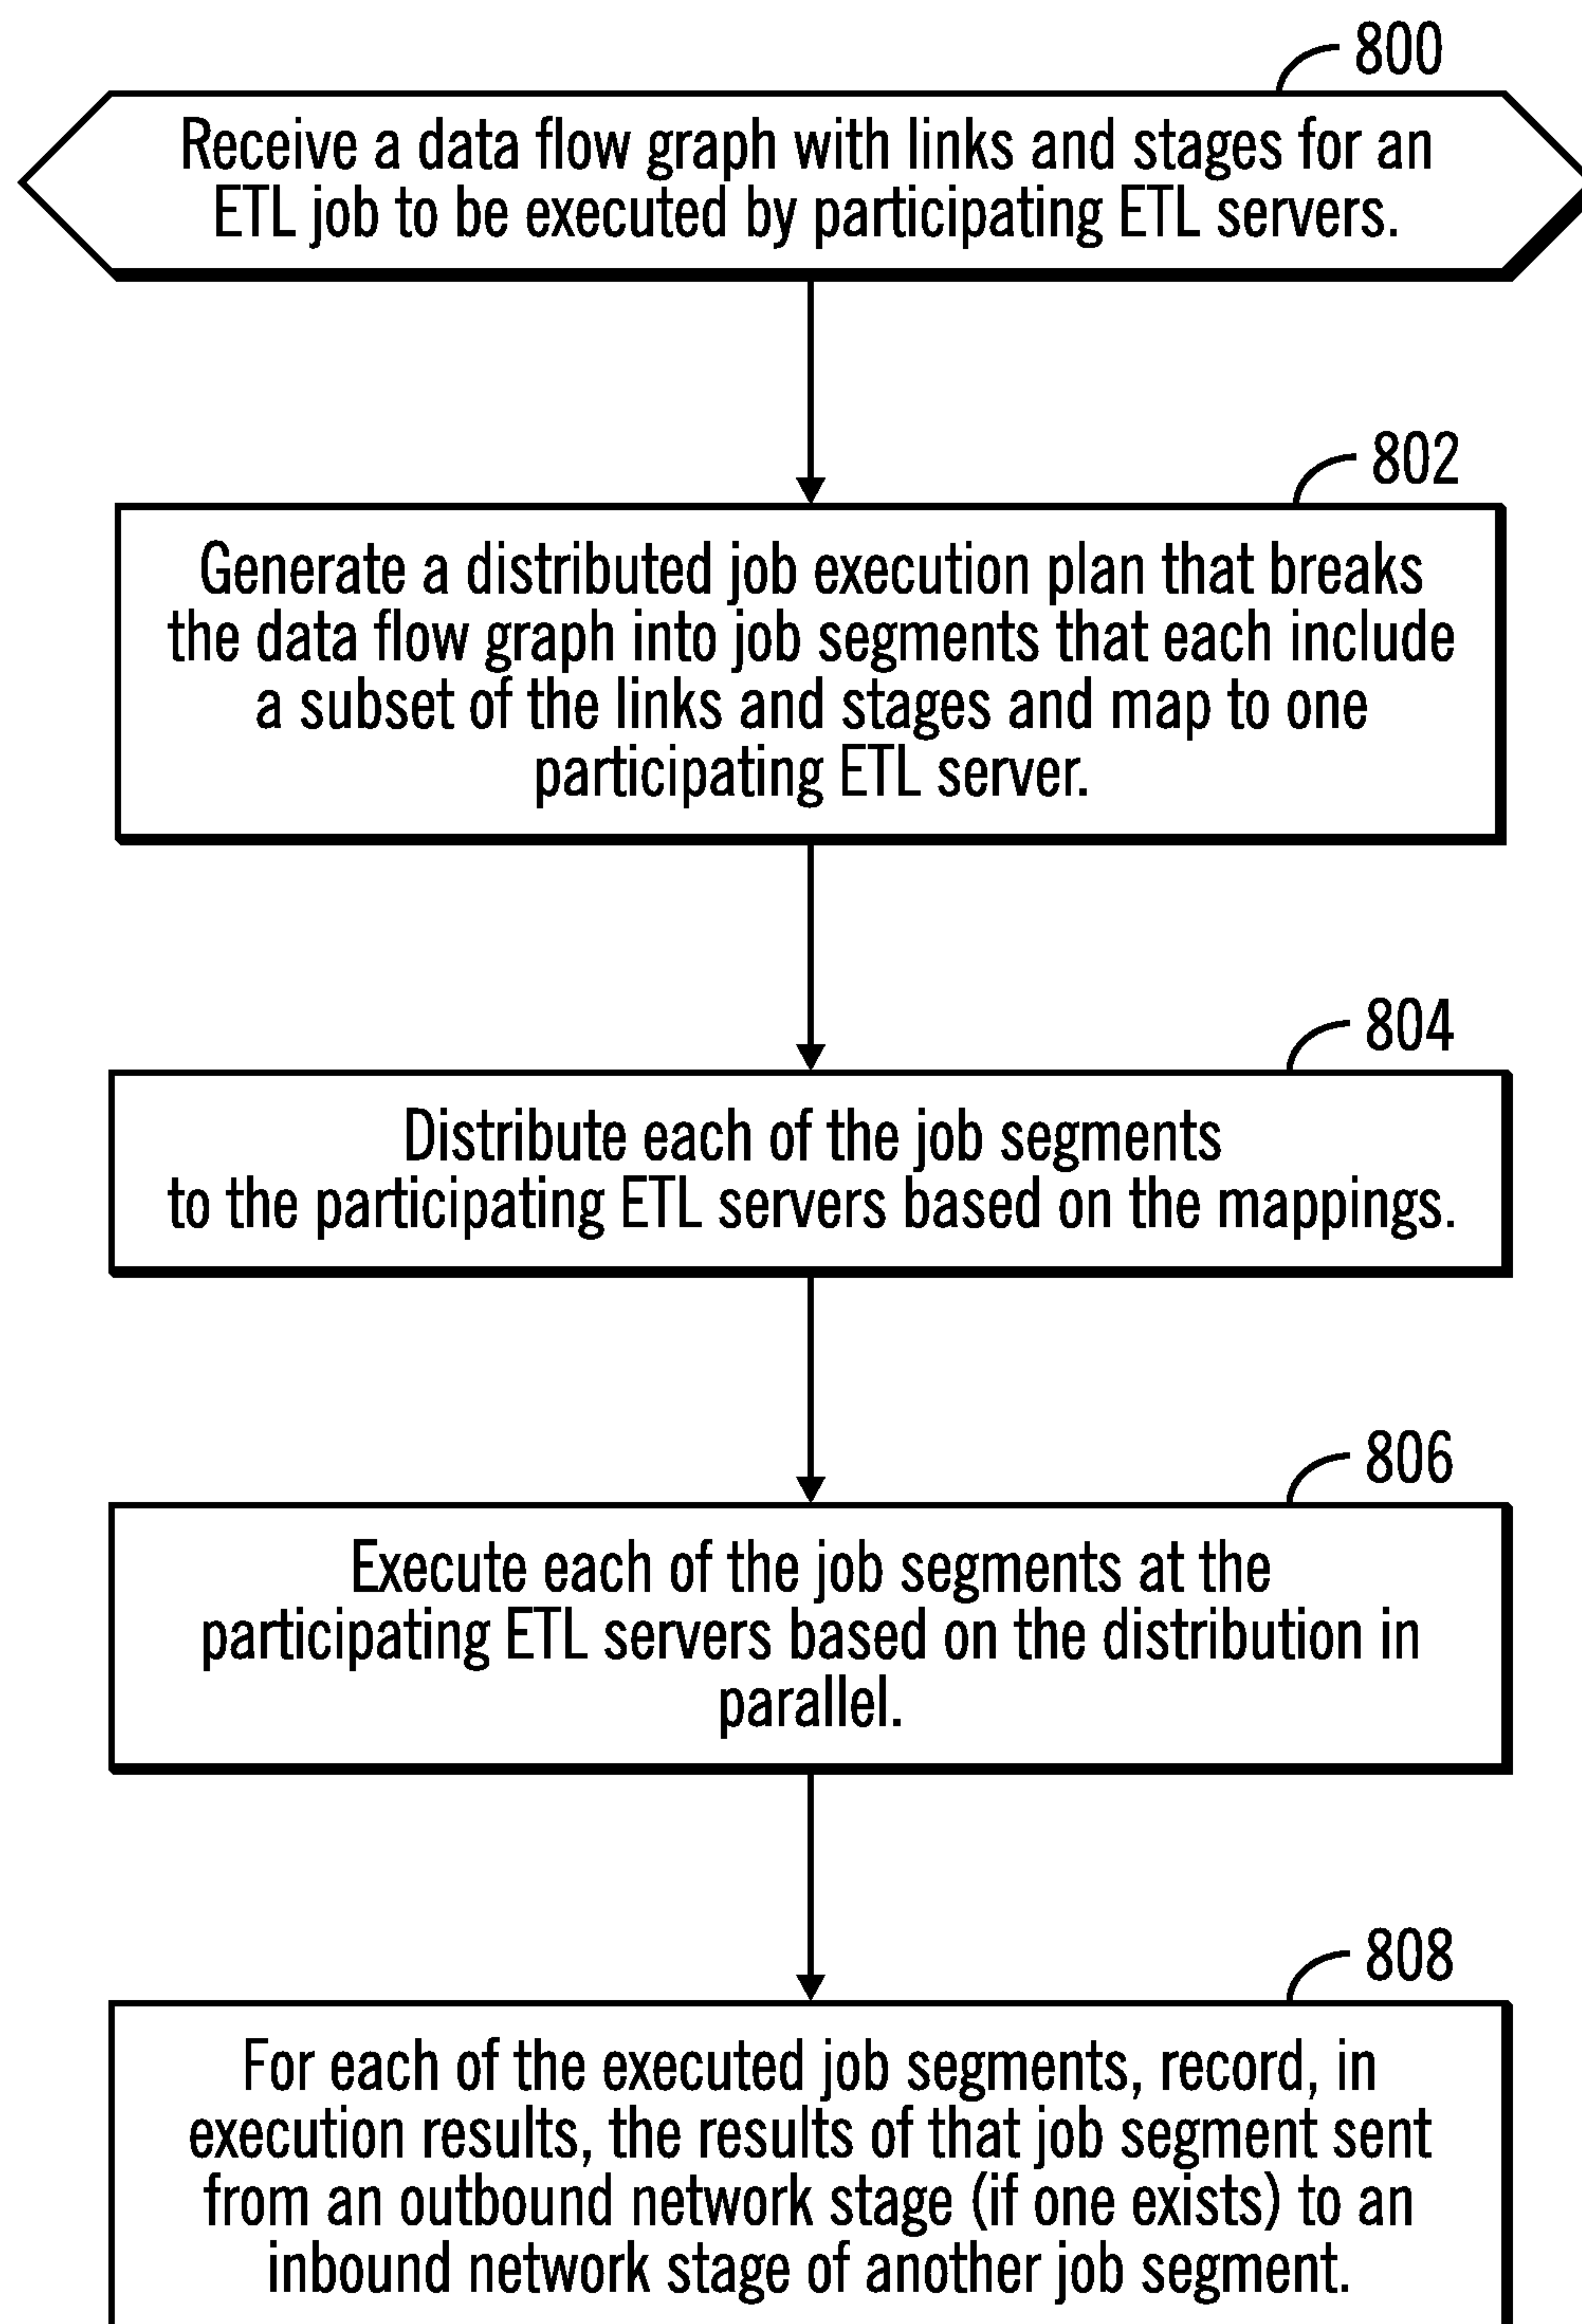 800
Receive a data flow graph with links and stages for an
ETL job to be executed by participating ETL servers.
802
Generate a distributed job execution plan that breaks
the data flow graph into job segments that each include
a subset of the links and stages and map to one
participating ETL server.
804
Distribute each of the job segments
to the participating ETL servers based on the mappings.
806
Execute each of the job segments at the
participating ETL servers based on the distribution in
parallel.
808
For each of the executed job segments, record, in
execution results, the results of that job segment sent
from an outbound network stage (if one exists) to an
inbound network stage of another job segment.